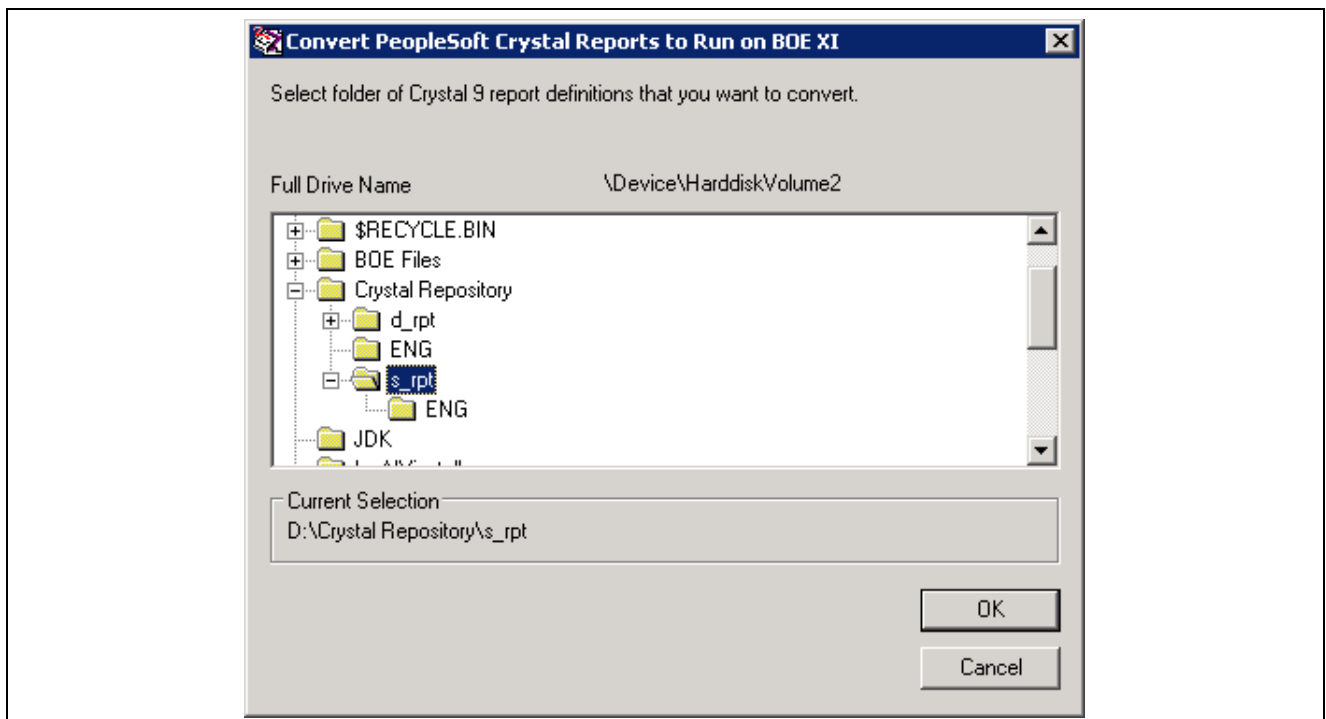 Convert PeopleSoft Crystal Reports to Run on BOE XI
Select folder of Crystal 9 report definitions that you want to convert.
Full Drive Name \Device\HarddiskVolume2
$RECYCLE.BIN
BOE Files
Crystal Repository
d_rpt
ENG
s_rpt
ENG
JDK
Current Selection
D:\Crystal Repository\s_rpt
OK
Cancel